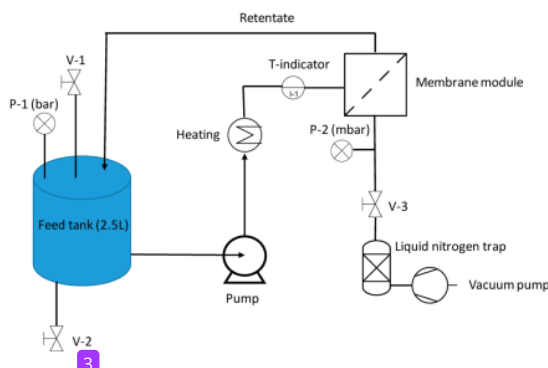 Retentate
V-1
T-indicator
P-1 (bar)
I-1
Membrane module
Heating
P-2 (mbar)
V-3
Feed tank (2.5L)
Liquid nitrogen trap
Vacuum pump
Pump
V-2
3